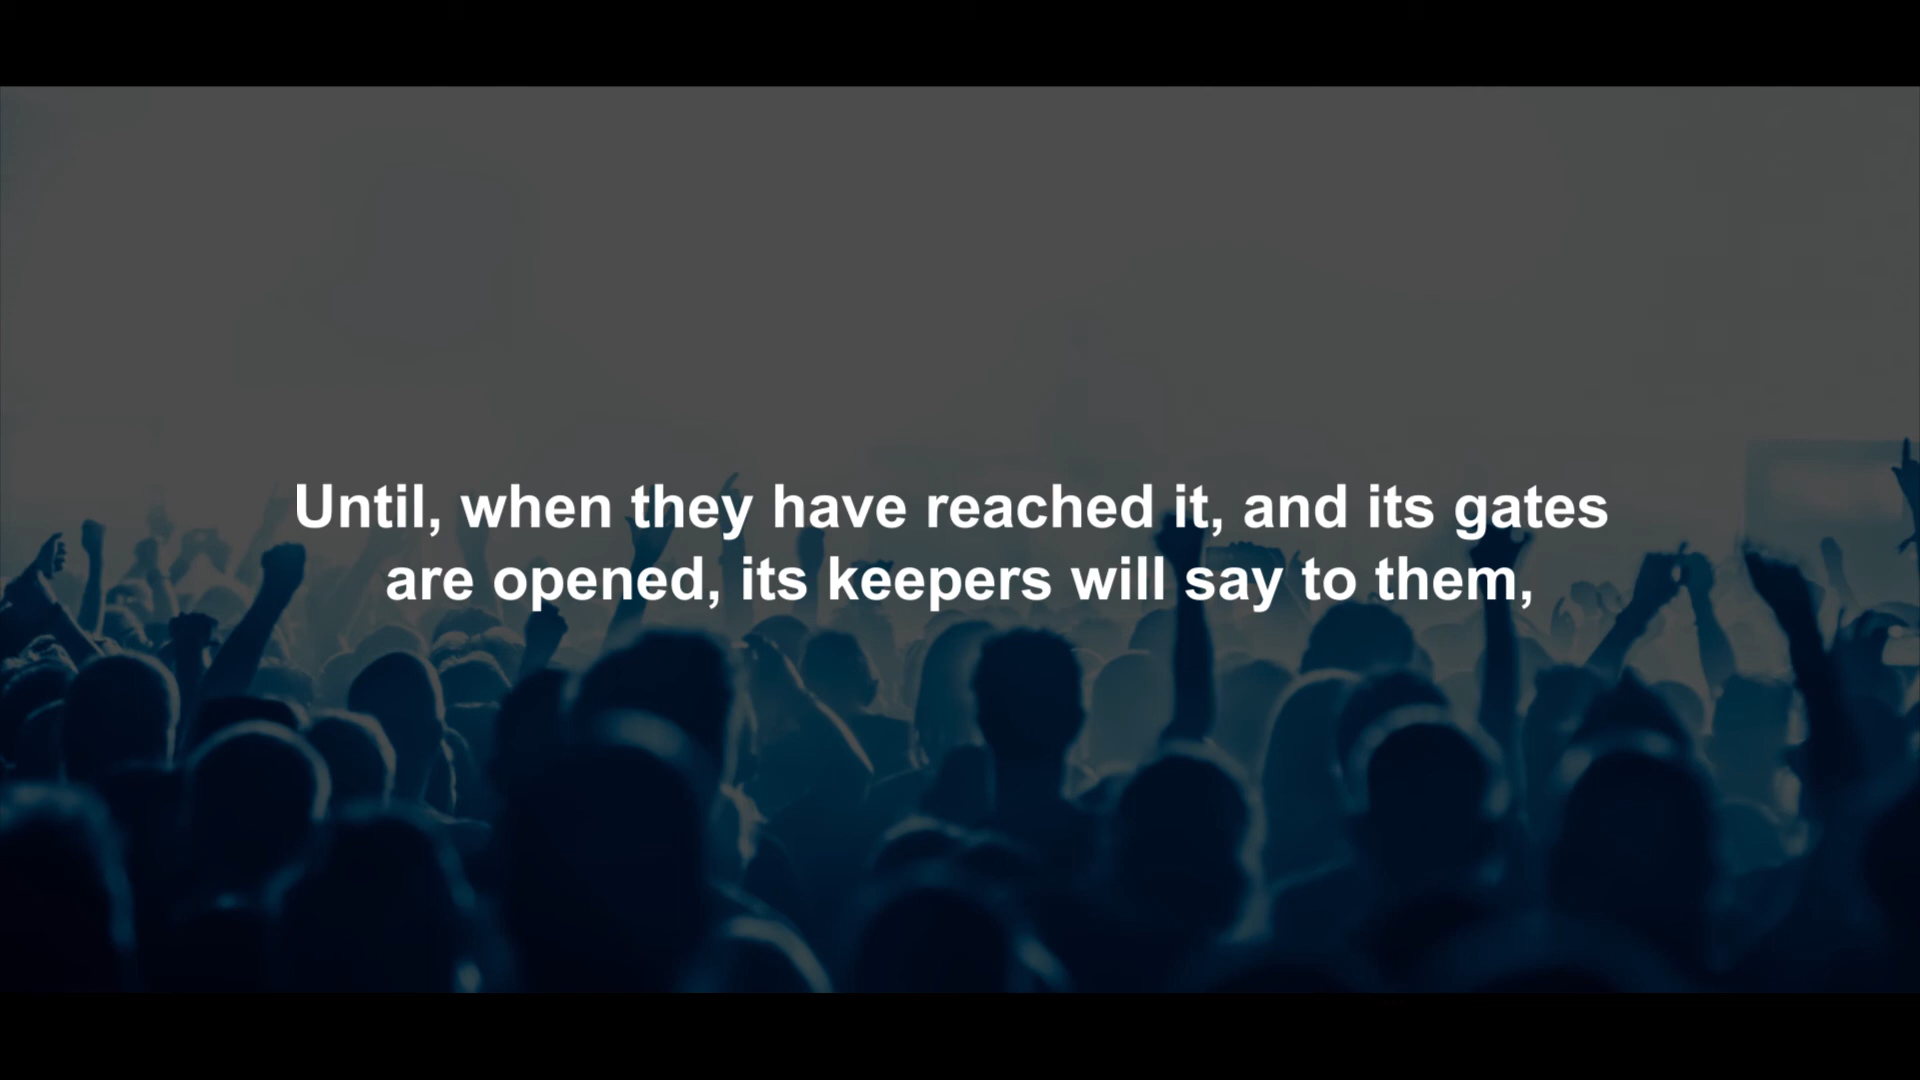 Until, when they have reached it, and its gates
are opened, its keepers will say to them,